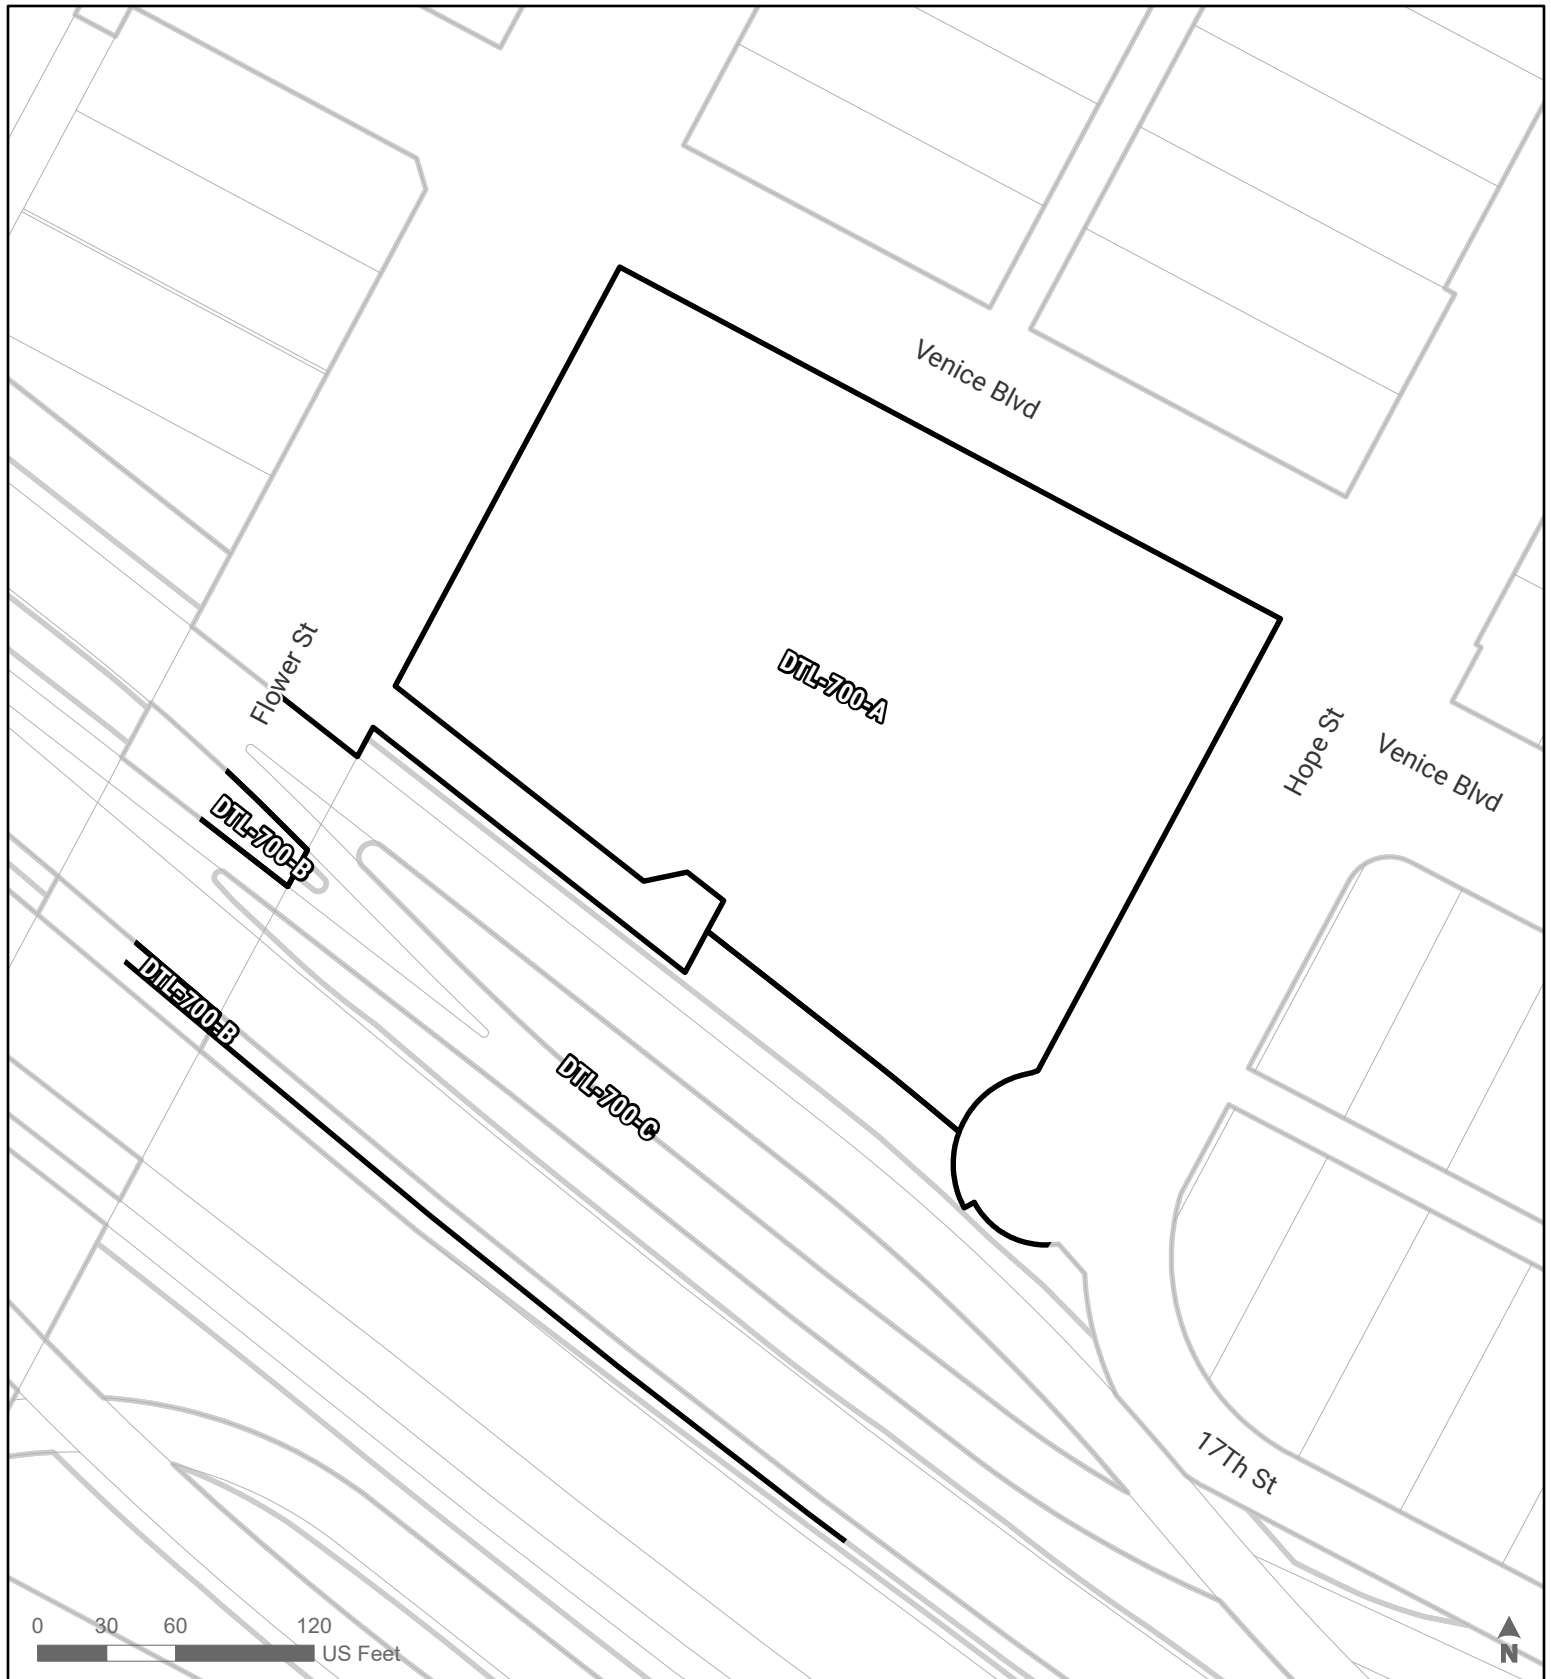 Venice Blvd
Flower St
DTL-700-A
Hope St
Venice Blvd
DTL-700-B
DTL-700-B
DTL-700-C
17Th St
0 30 60 120
US Feet
N